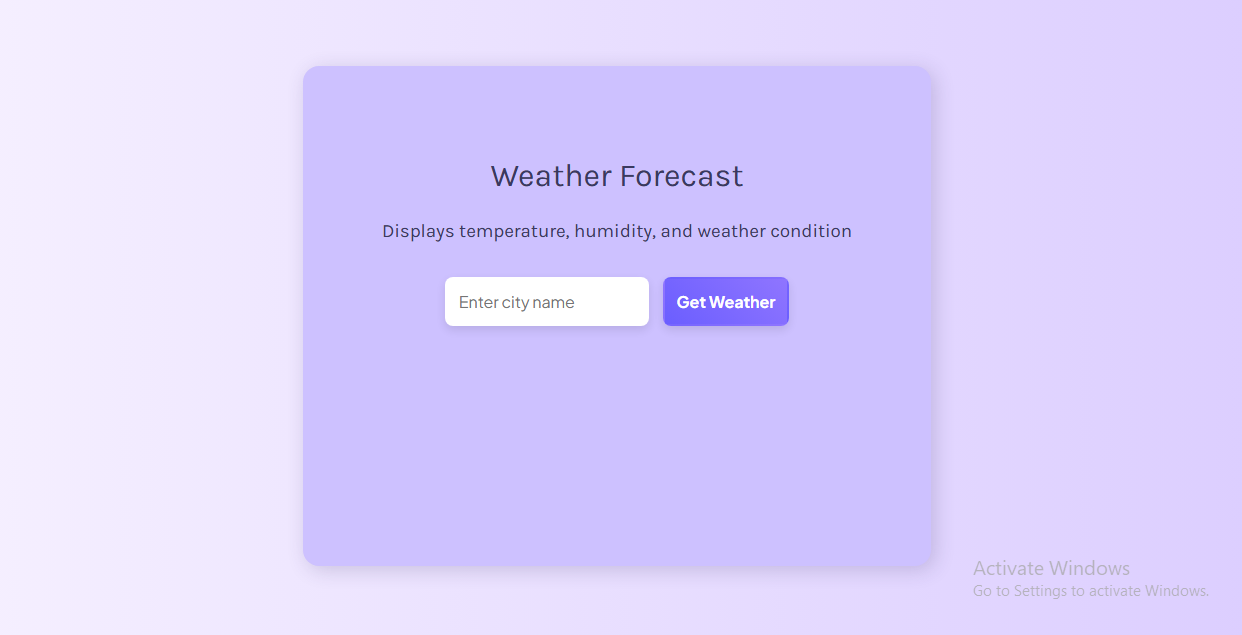 Weather Forecast
Displays temperature, humidity, and weather condition
Enter city name
Get Weather
Activate Windows
Go to Settings to activate Windows.